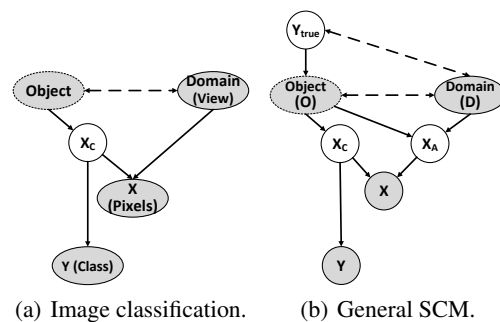 Object
Domain
(View)
X_C
X
(Pixels)
Y (Class)
(a) Image classification.
Y_true
Object
(O)
Domain
(D)
X_C
X_A
X
Y
(b) General SCM.